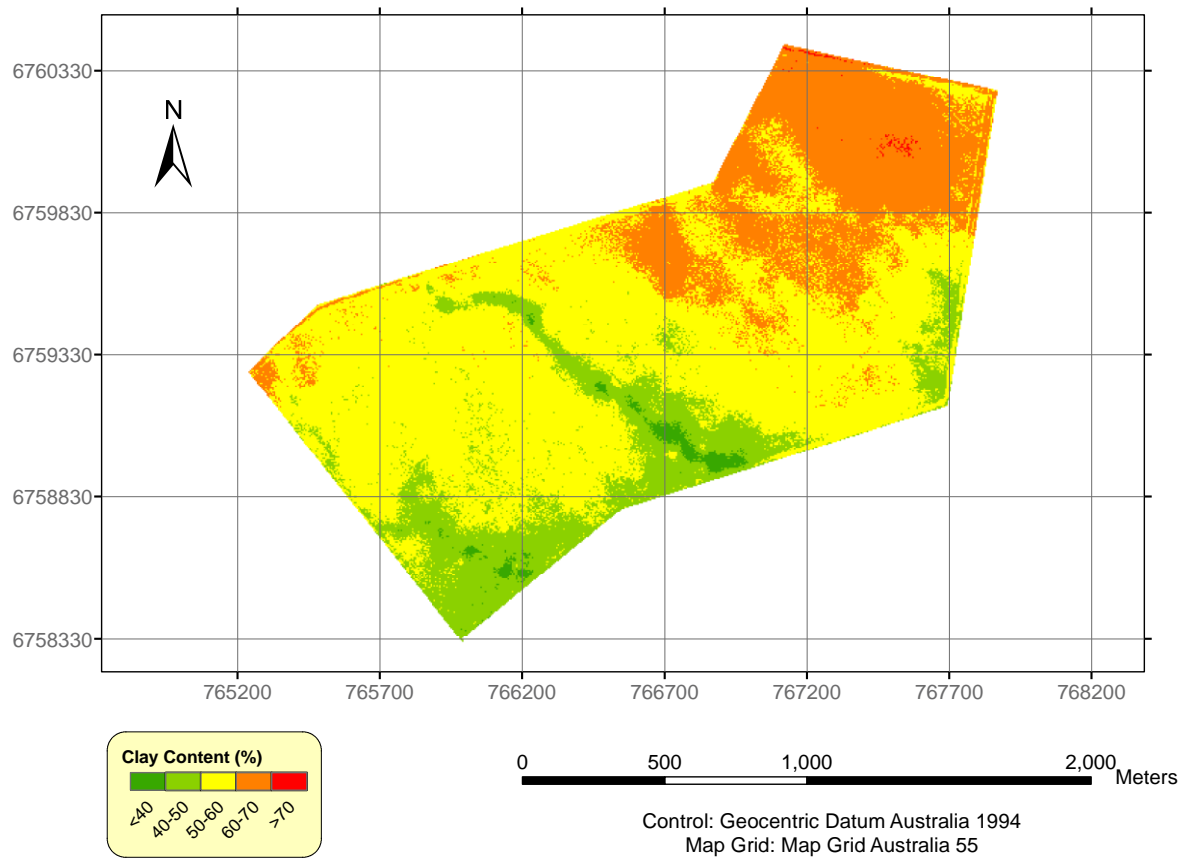 N
6760330
6759830
6759330
6758830
6758330
765200 765700 766200 766700 767200 767700 768200
Clay Content (%)
<40 40-50 50-60 60-70 >70
0 500 1,000 2,000 Meters
Control: Geocentric Datum Australia 1994
Map Grid: Map Grid Australia 55